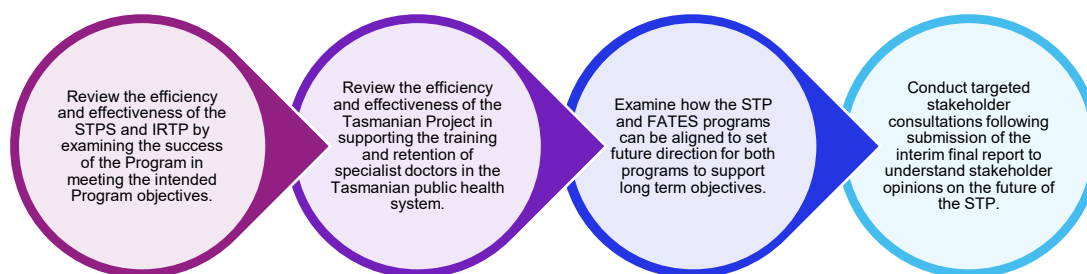 Review the efficiency
and effectiveness of the
STPS and IRTP by
examining the success
of the Program in
meeting the intended
Program objectives.
Review the efficiency
and effectiveness of the
Tasmanian Project in
supporting the training
and retention of
specialist doctors in the
Tasmanian public health
system.
Examine how the STP
and FATES programs
can be aligned to set
future direction for both
programs to support
long term objectives.
Conduct targeted
stakeholder
consultations following
submission of the
interim final report to
understand stakeholder
opinions on the future of
the STP.